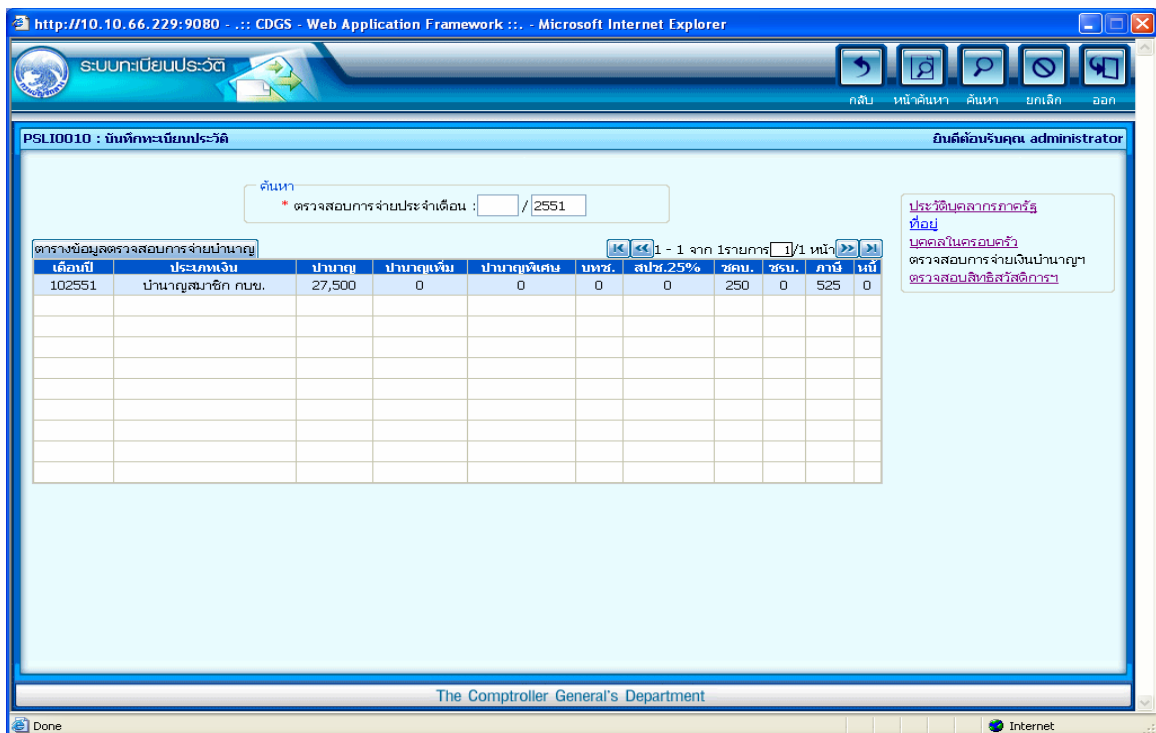 http://10.10.66.229:9080 - .:: CDGS - Web Application Framework ::. - Microsoft Internet Explorer
ระบบทะเบียนประวัติ
กรมบัญชีกลาง
กลับ หน้าค้นหา ค้นหา ยกเลิก ออก
PSLI0010 : บันทึกทะเบียนประวัติ ยินดีต้อนรับคุณ administrator
ค้นหา
* ตรวจสอบการจ่ายประจำเดือน : / 2551
ประวัติบุคลากรภาครัฐ
ที่อยู่
บุคคลในครอบครัว
ตรวจสอบการจ่ายเงินบำนาญฯ
ตรวจสอบสิทธิสวัสดิการฯ
ตารางข้อมูลตรวจสอบการจ่ายบำนาญ 1 - 1 จาก 1รายการ 1/1 หน้า
เดือนปี ประเภทเงิน บำนาญ บำนาญเพิ่ม บำนาญพิเศษ บทช. สปช.25% ชคบ. ชรบ. ภาษี หนี้
102551 บำนาญสมาชิก กบข. 27,500 0 0 0 0 250 0 525 0
The Comptroller General's Department
Done Internet